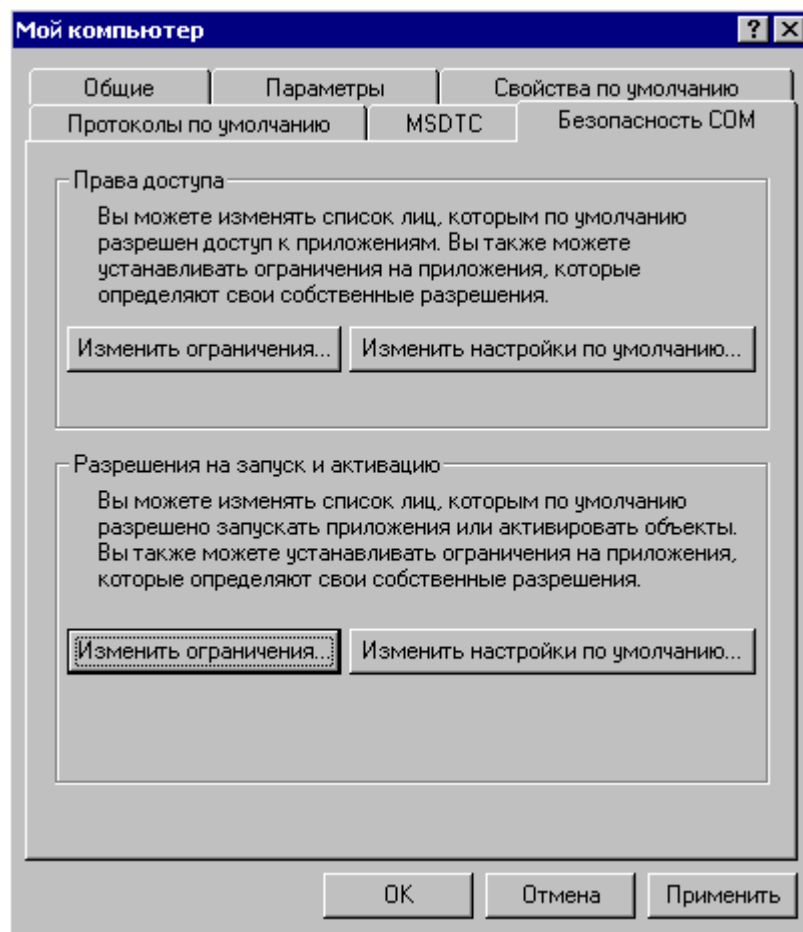 Мой компьютер
Общие
Параметры
Свойства по умолчанию
Протоколы по умолчанию
MSDTC
Безопасность COM
Права доступа
Вы можете изменять список лиц, которым по умолчанию
разрешен доступ к приложениям. Вы также можете
устанавливать ограничения на приложения, которые
определяют свои собственные разрешения.
Изменить ограничения...
Изменить настройки по умолчанию...
Разрешения на запуск и активацию
Вы можете изменять список лиц, которым по умолчанию
разрешено запускать приложения или активировать объекты.
Вы также можете устанавливать ограничения на приложения,
которые определяют свои собственные разрешения.
Изменить ограничения...
Изменить настройки по умолчанию...
OK
Отмена
Применить